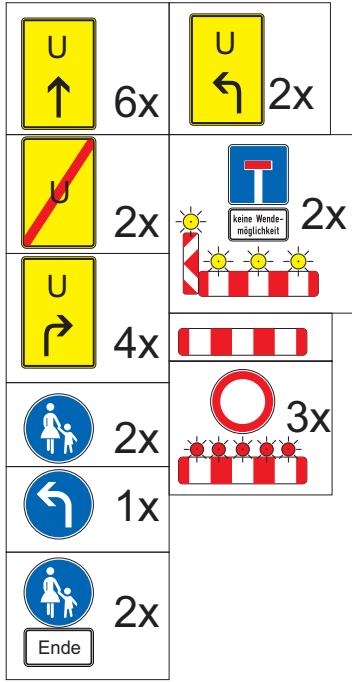 U
6x
U
2x
U
4x
2x
1x
2x
Ende
U
2x
keine Wende-
möglichkeit
2x
3x